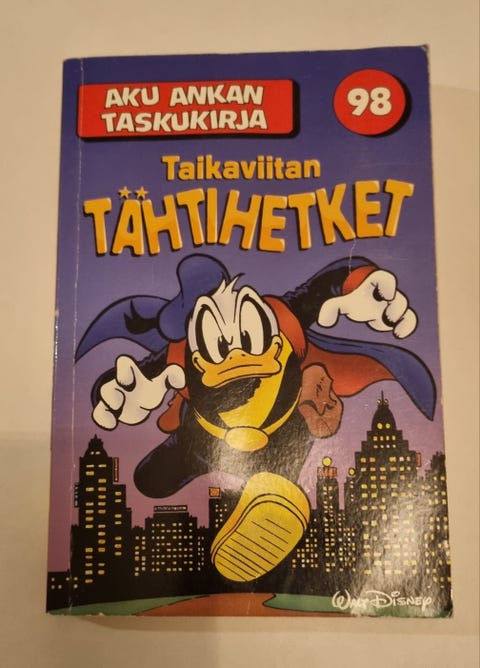 AKU ANKAN
TASKUKIRJA
98
Taikaviitan
TÄHTIHETKET
WALT DISNEY